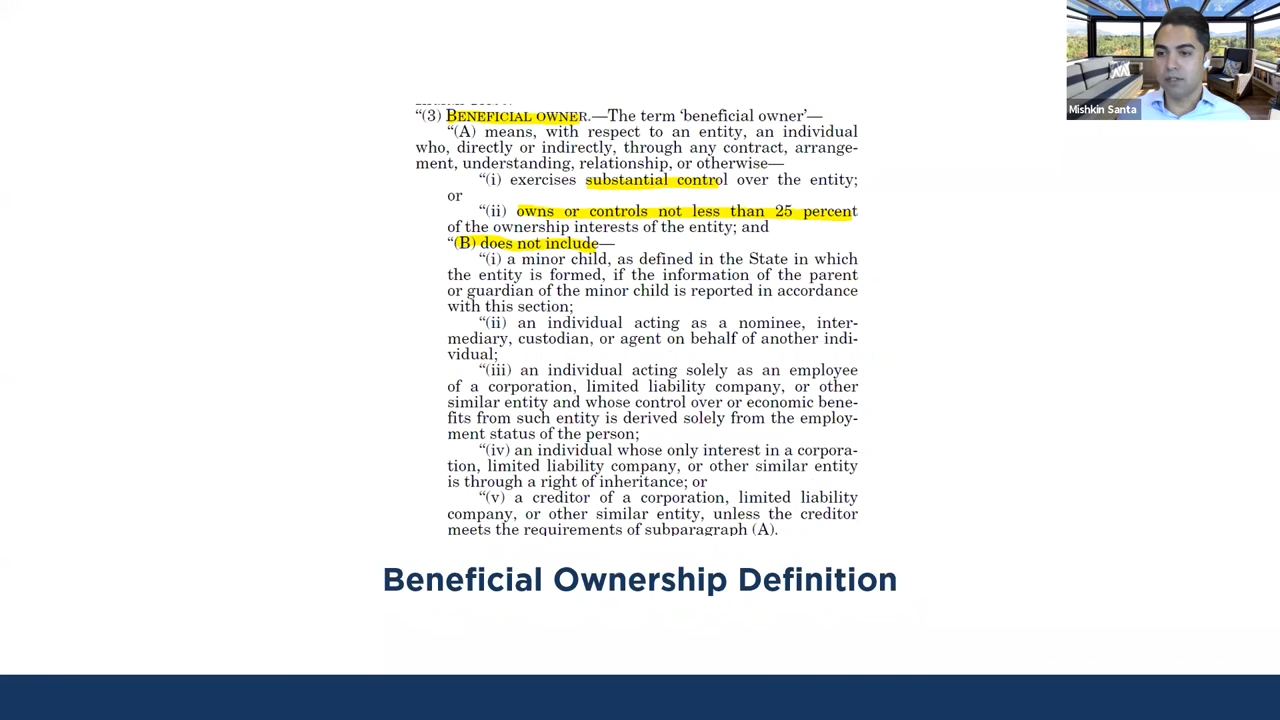 Mishkin Santa
“(3) BENEFICIAL OWNER.—The term ‘beneficial owner’—
“(A) means, with respect to an entity, an individual
who, directly or indirectly, through any contract, arrange-
ment, understanding, relationship, or otherwise—
“(i) exercises substantial control over the entity;
or
“(ii) owns or controls not less than 25 percent
of the ownership interests of the entity; and
“(B) does not include—
“(i) a minor child, as defined in the State in which
the entity is formed, if the information of the parent
or guardian of the minor child is reported in accordance
with this section;
“(ii) an individual acting as a nominee, inter-
mediary, custodian, or agent on behalf of another indi-
vidual;
“(iii) an individual acting solely as an employee
of a corporation, limited liability company, or other
similar entity and whose control over or economic bene-
fits from such entity is derived solely from the employ-
ment status of the person;
“(iv) an individual whose only interest in a corpora-
tion, limited liability company, or other similar entity
is through a right of inheritance; or
“(v) a creditor of a corporation, limited liability
company, or other similar entity, unless the creditor
meets the requirements of subparagraph (A).
Beneficial Ownership Definition